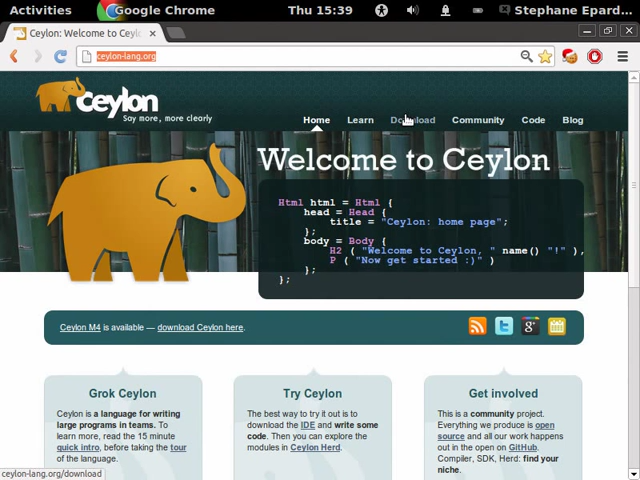 Activities
Google Chrome
Thu 15:39
Stephane Epard...
Ceylon: Welcome to Ceyl
ceylon-lang.org
Ceylon
Say more, more clearly
Home Learn Download Community Code Blog
Welcome to Ceylon
Html html = Html {
head = Head {
title = "Ceylon: home page";
};
body = Body {
H2 ( "Welcome to Ceylon, " name() "!" ),
P ( "Now get started :)" )
};
};
Ceylon M4 is available — download Ceylon here.
Grok Ceylon
Ceylon is a language for writing
large programs in teams. To
learn more, read the 15 minute
quick intro, before taking the tour
of the language.
Try Ceylon
The best way to try it out is to
download the IDE and write some
code. Then you can explore the
modules in Ceylon Herd.
Get involved
This is a community project.
Everything we produce is open
source and all our work happens
out in the open on GitHub.
Compiler, SDK, Herd: find your
niche.
ceylon-lang.org/download